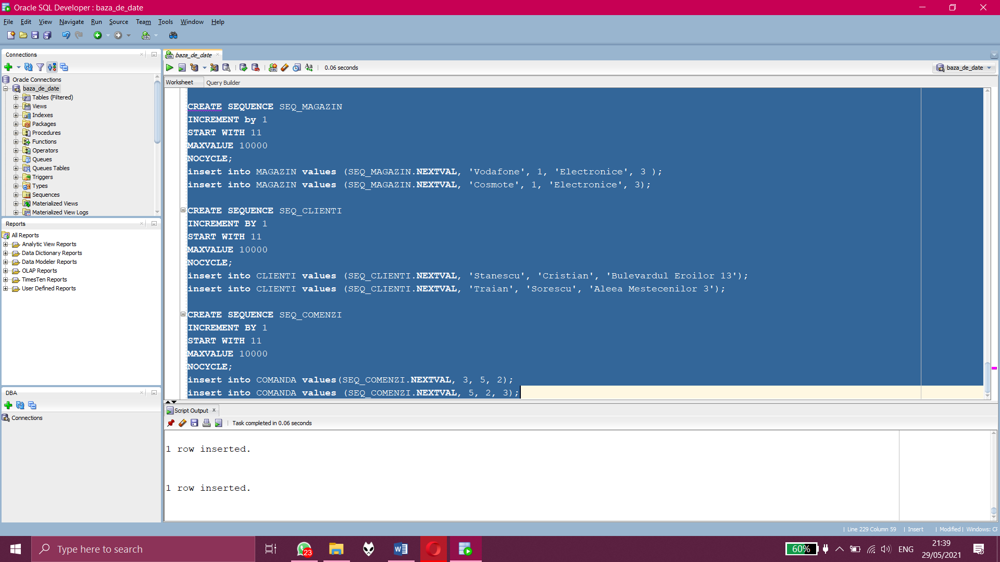 Oracle SQL Developer : baza_de_date
File Edit View Navigate Run Source Team Tools Window Help
Connections
Oracle Connections
baza_de_date
Tables (Filtered)
Views
Indexes
Packages
Procedures
Functions
Operators
Queues
Queues Tables
Triggers
Types
Sequences
Materialized Views
Materialized View Logs
Reports
All Reports
Analytic View Reports
Data Dictionary Reports
Data Modeler Reports
OLAP Reports
TimesTen Reports
User Defined Reports
DBA
Connections
baza_de_date
0.06 seconds
baza_de_date
Worksheet Query Builder
CREATE SEQUENCE SEQ_MAGAZIN
INCREMENT by 1
START WITH 11
MAXVALUE 10000
NOCYCLE;
insert into MAGAZIN values (SEQ_MAGAZIN.NEXTVAL, 'Vodafone', 1, 'Electronice', 3 );
insert into MAGAZIN values (SEQ_MAGAZIN.NEXTVAL, 'Cosmote', 1, 'Electronice', 3);
CREATE SEQUENCE SEQ_CLIENTI
INCREMENT BY 1
START WITH 11
MAXVALUE 10000
NOCYCLE;
insert into CLIENTI values (SEQ_CLIENTI.NEXTVAL, 'Stanescu', 'Cristian', 'Bulevardul Eroilor 13');
insert into CLIENTI values (SEQ_CLIENTI.NEXTVAL, 'Traian', 'Sorescu', 'Aleea Mestecenilor 3');
CREATE SEQUENCE SEQ_COMENZI
INCREMENT BY 1
START WITH 11
MAXVALUE 10000
NOCYCLE;
insert into COMANDA values(SEQ_COMENZI.NEXTVAL, 3, 5, 2);
insert into COMANDA values (SEQ_COMENZI.NEXTVAL, 5, 2, 3);
Script Output
Task completed in 0.06 seconds
1 row inserted.
1 row inserted.
Line 229 Column 59 | Insert | Modified | Windows: CF
Type here to search
23
60%
ENG
21:39
29/05/2021